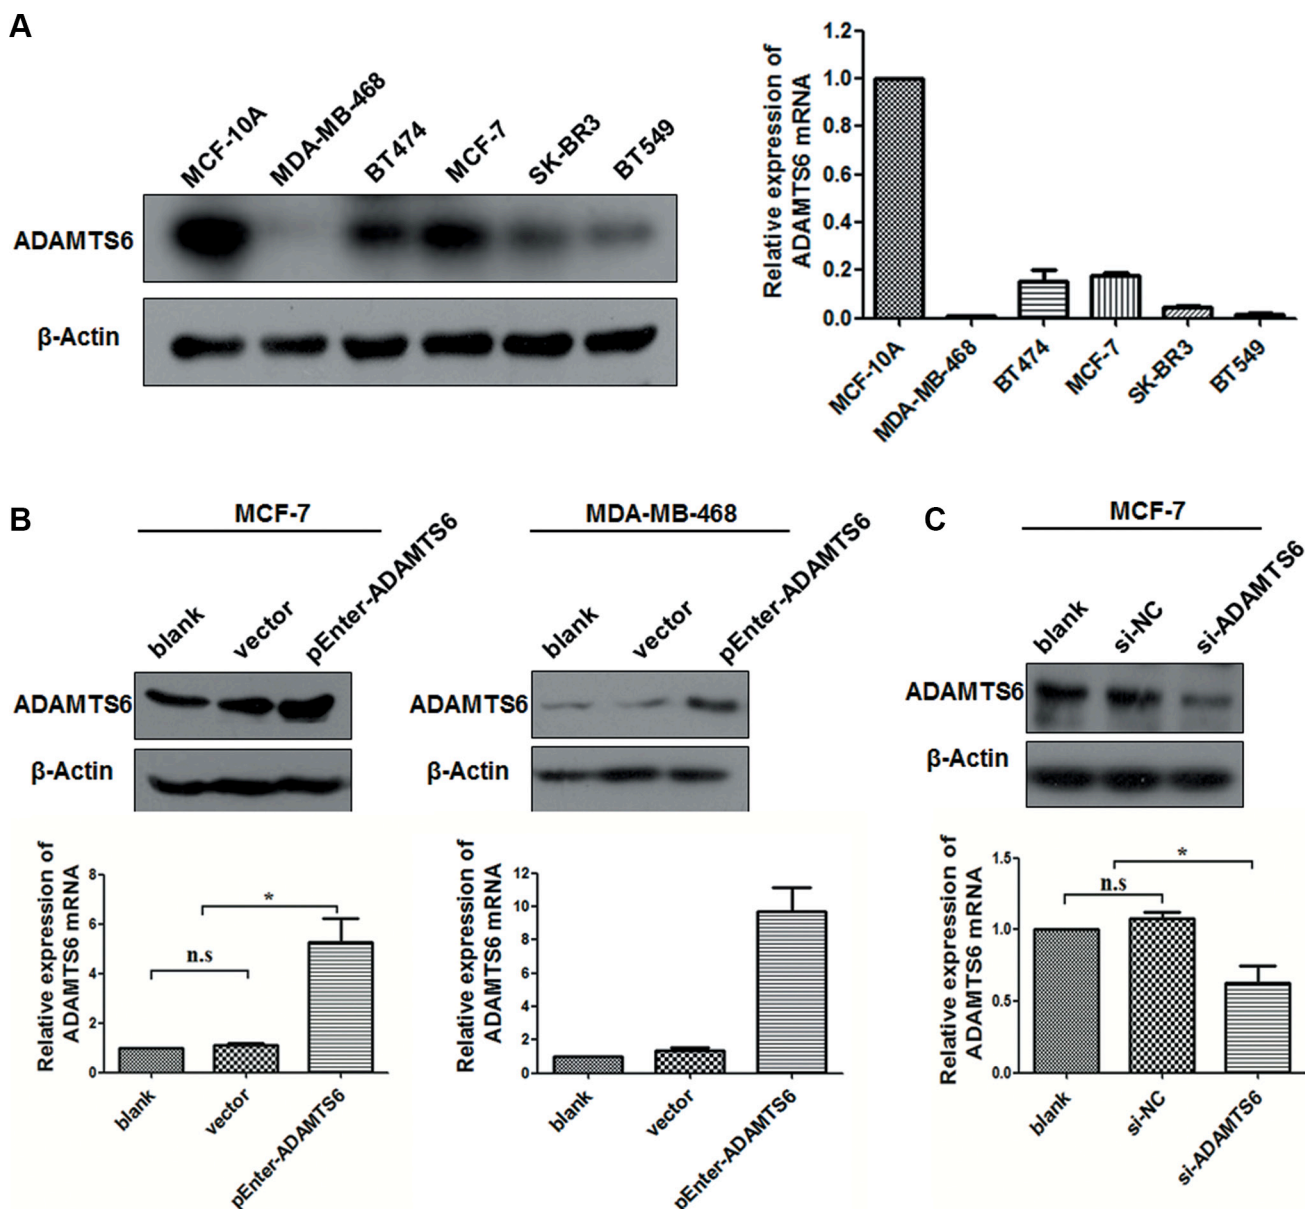 A
MCF-10A
MDA-MB-468
BT474
MCF-7
SK-BR3
BT549
ADAMTS6
β-Actin
Relative expression of
ADAMTS6 mRNA
1.2
1.0
0.8
0.6
0.4
0.2
0.0
MCF-10A
MDA-MB-468
BT474
MCF-7
SK-BR3
BT549
B
MCF-7
blank
vector
pEnter-ADAMTS6
ADAMTS6
β-Actin
Relative expression of
ADAMTS6 mRNA
8
6
4
2
0
n.s
*
blank
vector
pEnter-ADAMTS6
MDA-MB-468
blank
vector
pEnter-ADAMTS6
ADAMTS6
β-Actin
Relative expression of
ADAMTS6 mRNA
12
10
8
6
4
2
0
blank
vector
pEnter-ADAMTS6
C
MCF-7
blank
si-NC
si-ADAMTS6
ADAMTS6
β-Actin
Relative expression of
ADAMTS6 mRNA
1.5
1.0
0.5
0.0
n.s
*
blank
si-NC
si-ADAMTS6